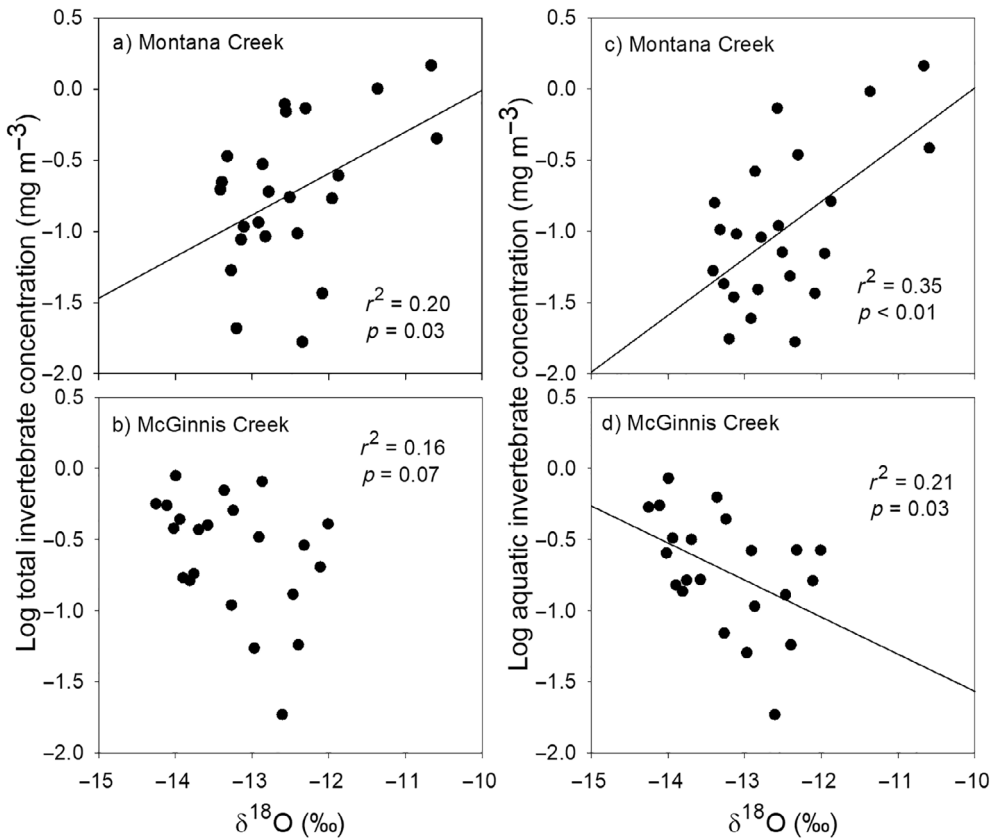 a) Montana Creek
c) Montana Creek
b) McGinnis Creek
d) McGinnis Creek
Log total invertebrate concentration (mg m⁻³)
Log aquatic invertebrate concentration (mg m⁻³)
0.5
0.0
−0.5
−1.0
−1.5
−2.0
r² = 0.20
p = 0.03
0.5
0.0
−0.5
−1.0
−1.5
−2.0
r² = 0.35
p < 0.01
0.5
0.0
−0.5
−1.0
−1.5
−2.0
r² = 0.16
p = 0.07
−15 −14 −13 −12 −11 −10
δ¹⁸O (‰)
0.5
0.0
−0.5
−1.0
−1.5
−2.0
r² = 0.21
p = 0.03
−15 −14 −13 −12 −11 −10
δ¹⁸O (‰)